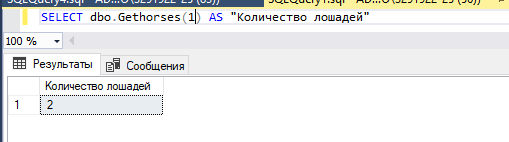 SELECT dbo.Gethorses(1) AS "Количество лошадей"
100 %
Результаты Сообщения
Количество лошадей
1 2